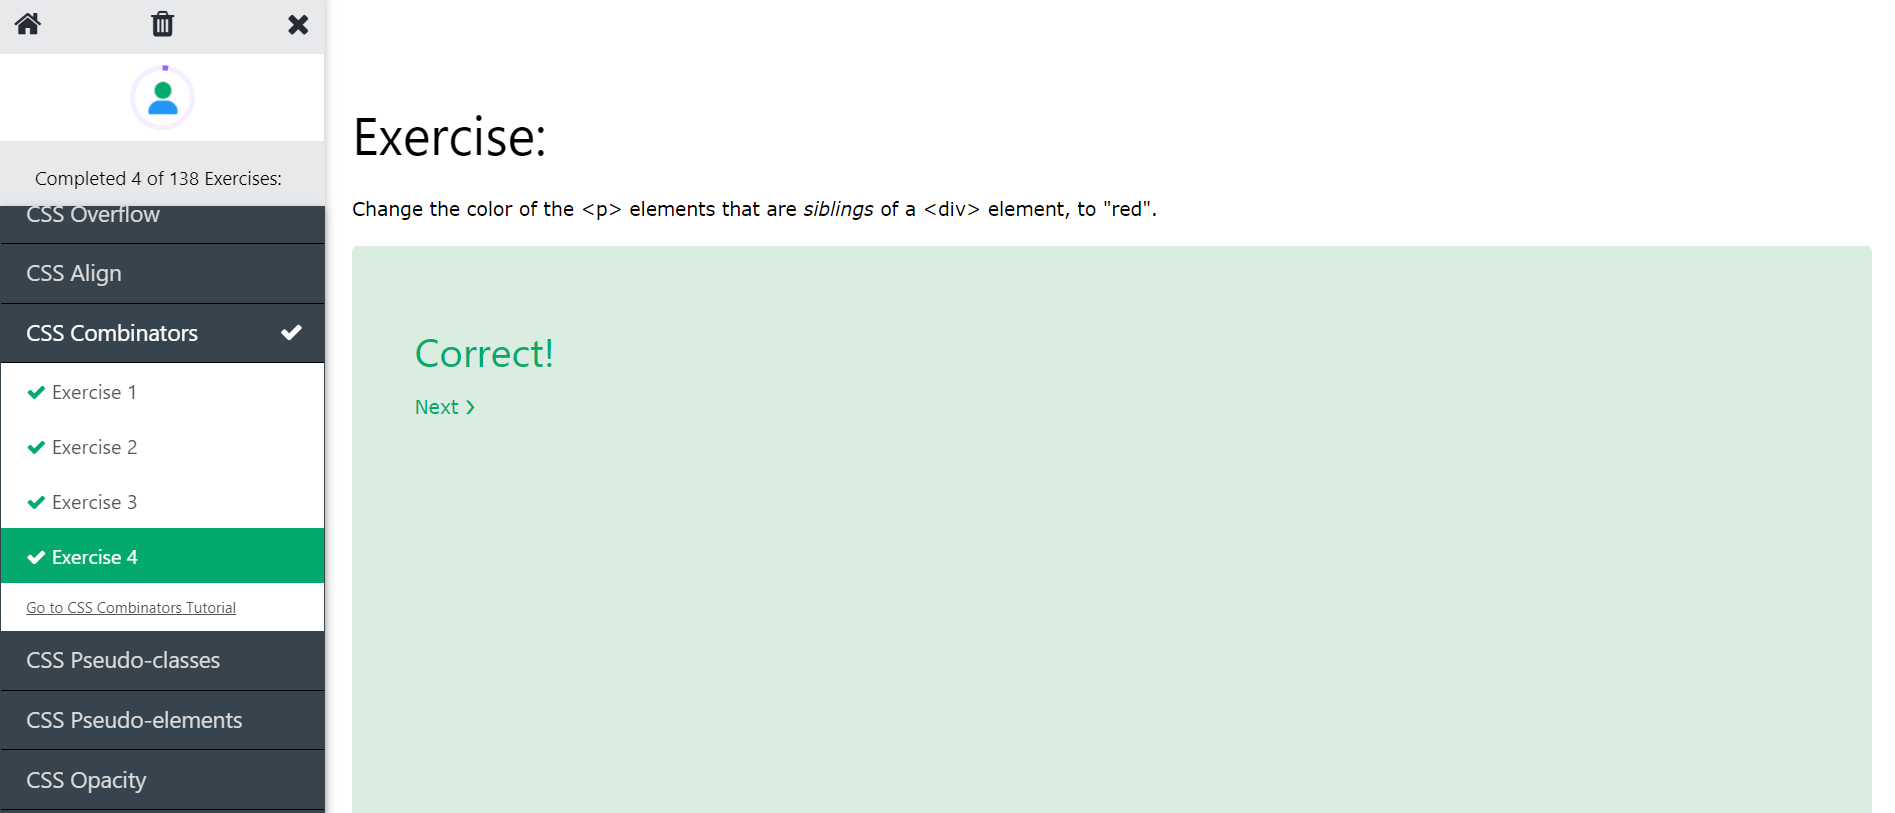 Completed 4 of 138 Exercises:
CSS Overflow
CSS Align
CSS Combinators
Exercise 1
Exercise 2
Exercise 3
Exercise 4
Go to CSS Combinators Tutorial
CSS Pseudo-classes
CSS Pseudo-elements
CSS Opacity
Exercise:
Change the color of the <p> elements that are siblings of a <div> element, to "red".
Correct!
Next ❯